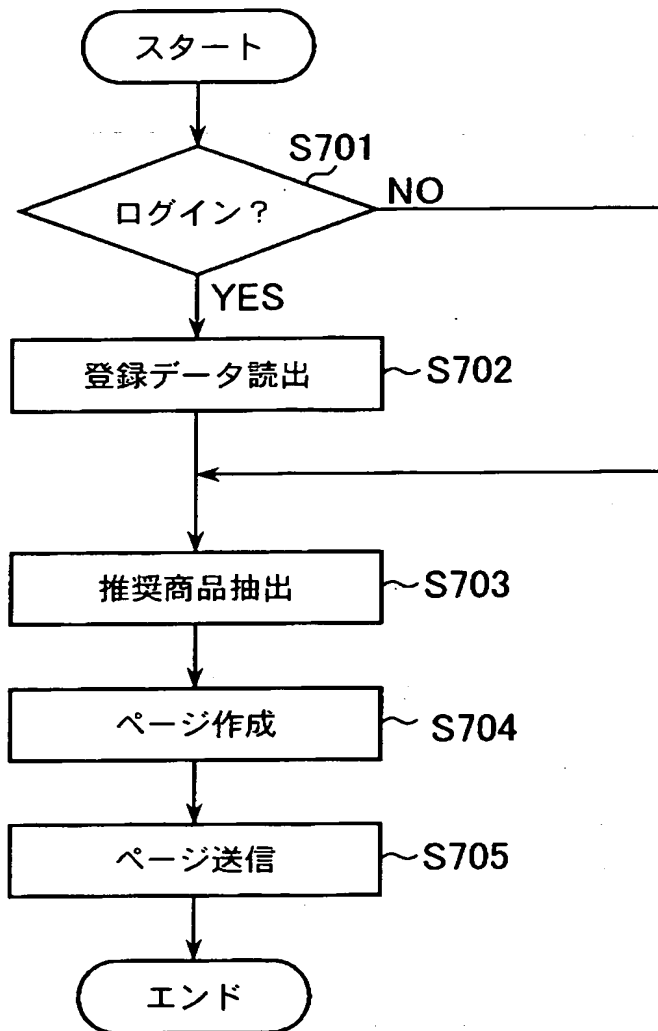 スタート
S701
ログイン?
NO
YES
登録データ読出
S702
推奨商品抽出
S703
ページ作成
S704
ページ送信
S705
エンド